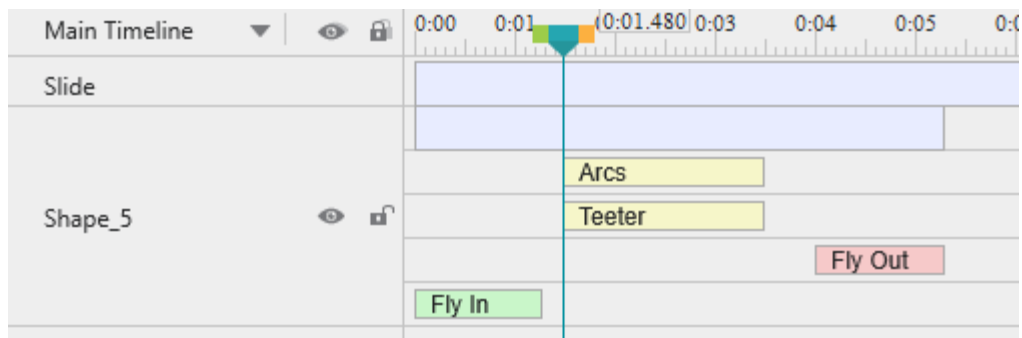 Main Timeline 0:00 0:01 (0:01.480) 0:03 0:04 0:05
Slide
Arcs
Shape_5 Teeter
Fly Out
Fly In